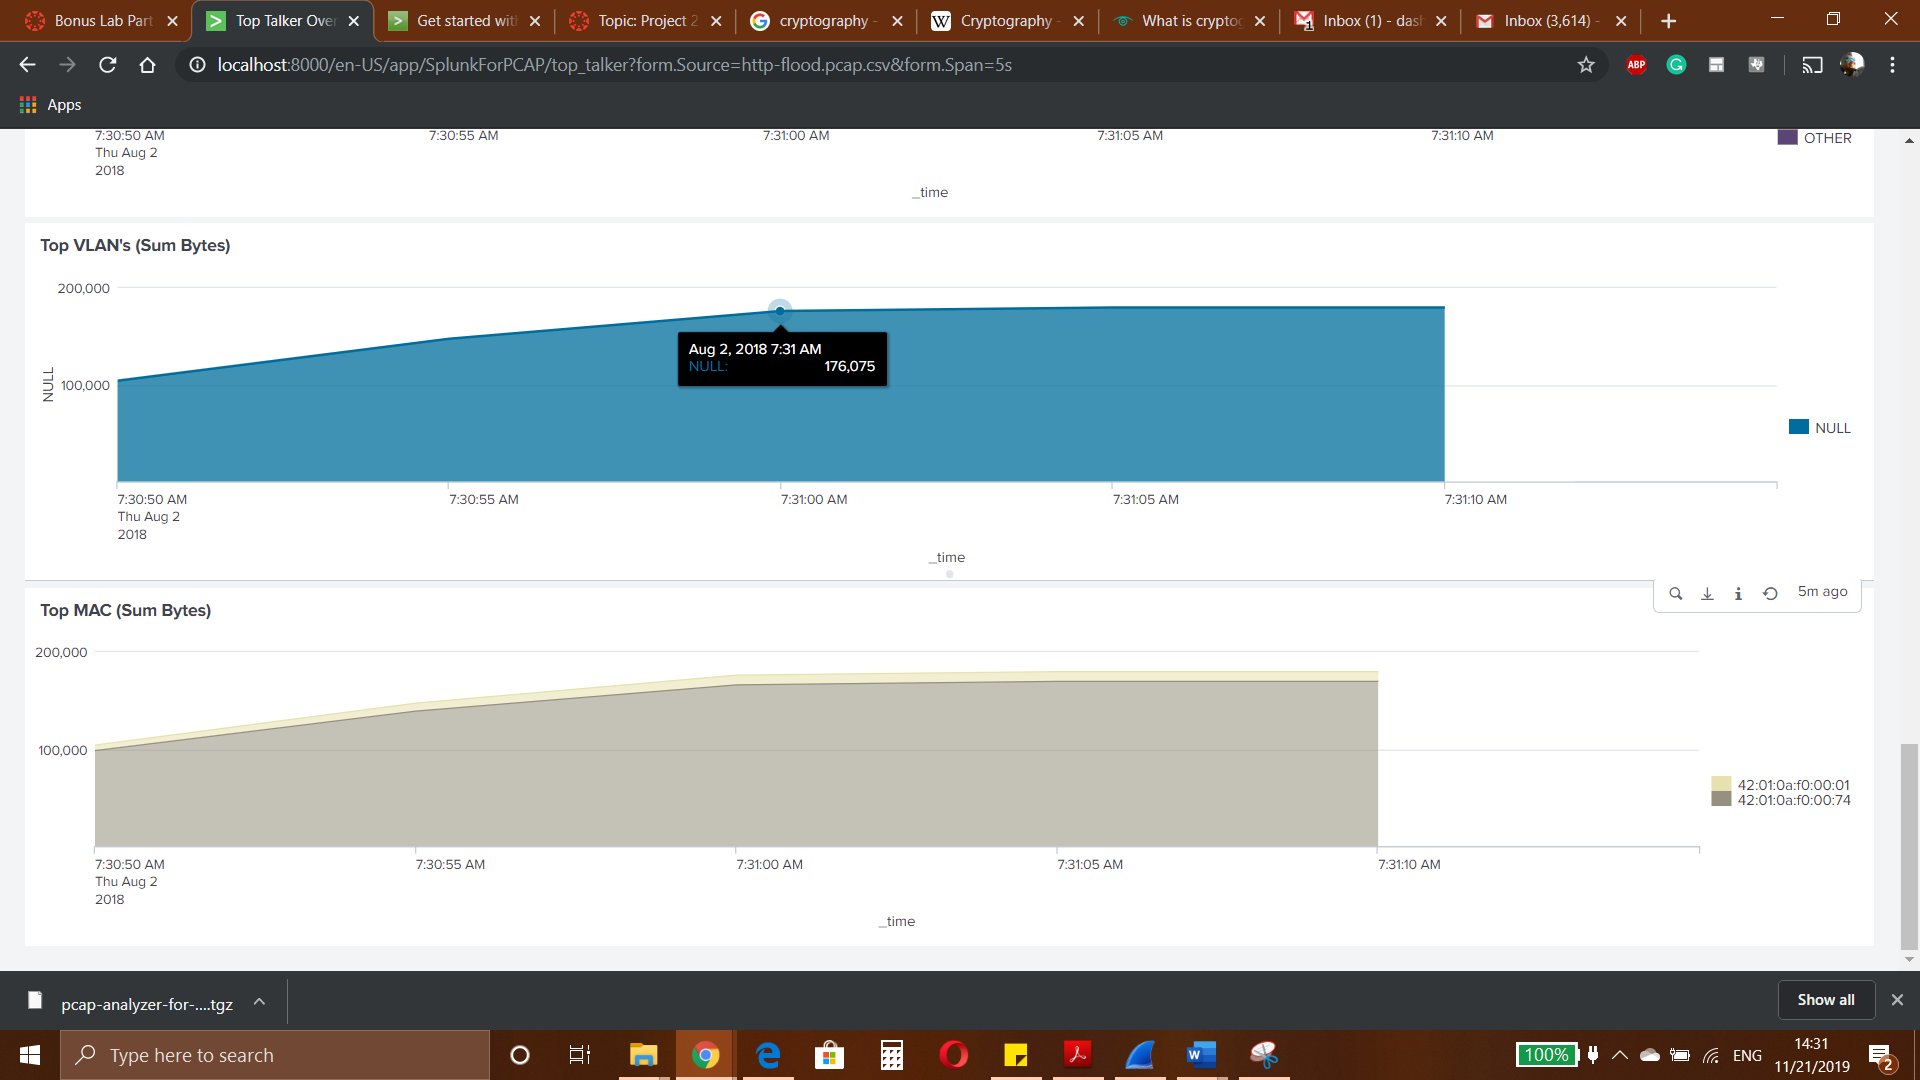 Bonus Lab Part
Top Talker Over
Get started with
Topic: Project 2
cryptography -
Cryptography -
What is cryptog
Inbox (1) - dash
Inbox (3,614) -
localhost:8000/en-US/app/SplunkForPCAP/top_talker?form.Source=http-flood.pcap.csv&form.Span=5s
ABP
Apps
7:30:50 AM 7:30:55 AM 7:31:00 AM 7:31:05 AM 7:31:10 AM
Thu Aug 2
2018
OTHER
_time
Top VLAN's (Sum Bytes)
200,000
100,000
NULL
Aug 2, 2018 7:31 AM
NULL: 176,075
NULL
7:30:50 AM 7:30:55 AM 7:31:00 AM 7:31:05 AM 7:31:10 AM
Thu Aug 2
2018
_time
Top MAC (Sum Bytes)
5m ago
200,000
100,000
42:01:0a:f0:00:01
42:01:0a:f0:00:74
7:30:50 AM 7:30:55 AM 7:31:00 AM 7:31:05 AM 7:31:10 AM
Thu Aug 2
2018
_time
pcap-analyzer-for-....tgz
Show all
Type here to search
100%
ENG
14:31
11/21/2019
2